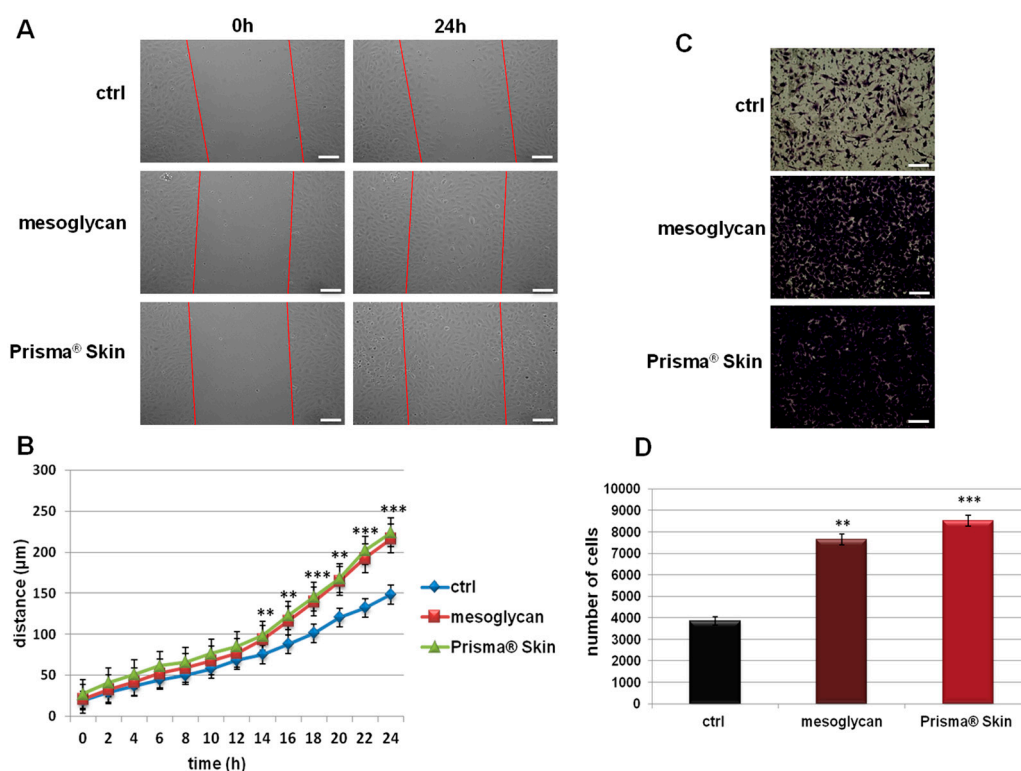 A
0h
24h
ctrl
mesoglycan
Prisma® Skin
C
ctrl
mesoglycan
Prisma® Skin
B
distance (µm)
300
250
200
150
100
50
0
0 2 4 6 8 10 12 14 16 18 20 22 24
time (h)
** ** *** ** *** ***
ctrl
mesoglycan
Prisma® Skin
D
number of cells
10000
9000
8000
7000
6000
5000
4000
3000
2000
1000
0
** ***
ctrl mesoglycan Prisma® Skin